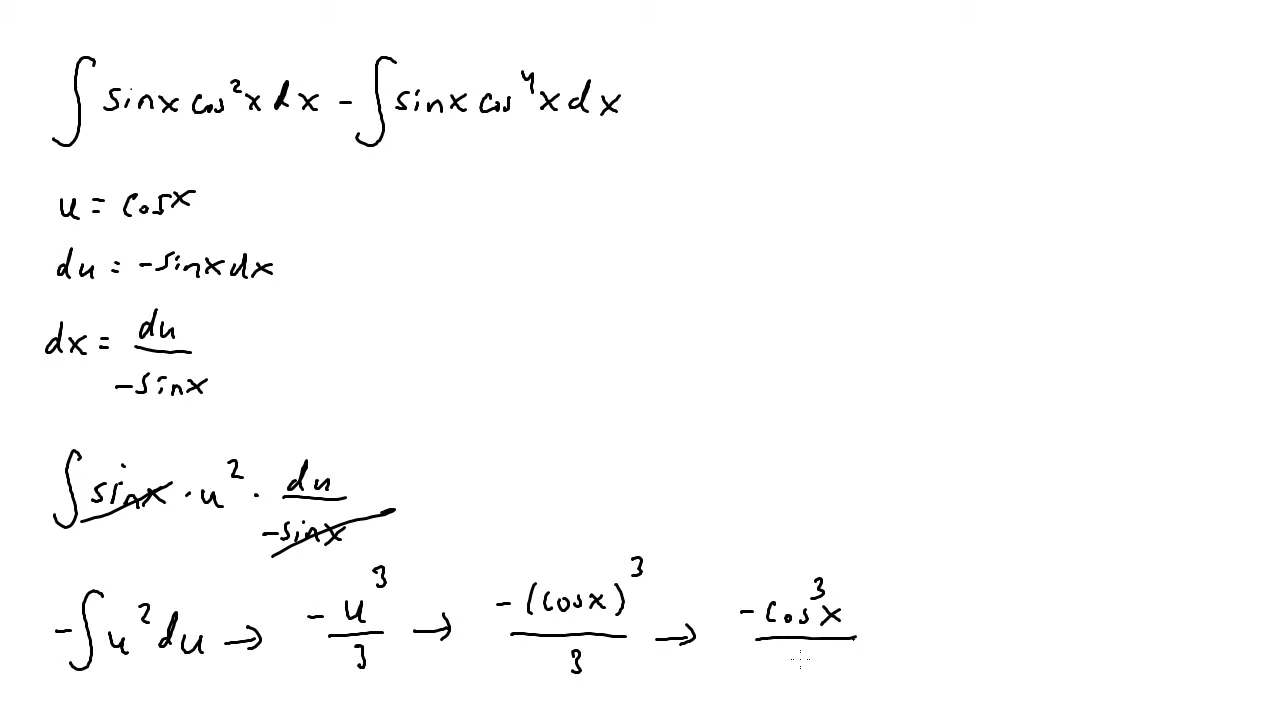 ∫ sinx cos²x dx - ∫ sinx cos⁴x dx
u = cosx
du = -sinx dx
dx = du / -sinx
∫ sinx · u² · du / -sinx
-∫ u² du → -u³ / 3 → -(cosx)³ / 3 → -cos³x /